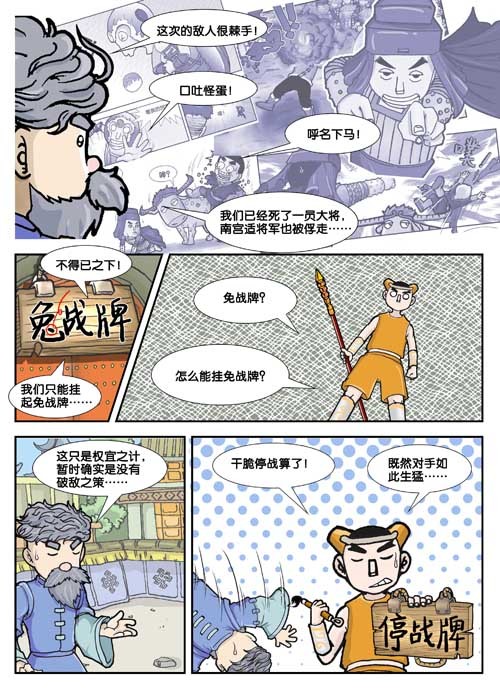 这次的敌人很棘手！
口吐怪蛋！
呼名下马！
我们已经死了一员大将，
南宫适将军也被俘走……
不得已之下！
免战牌
我们只能挂
起免战牌……
免战牌？
怎么能挂免战牌？
这只是权宜之计，
暂时确实是没有
破敌之策……
既然对手如
此生猛……
干脆停战算了！
停战牌